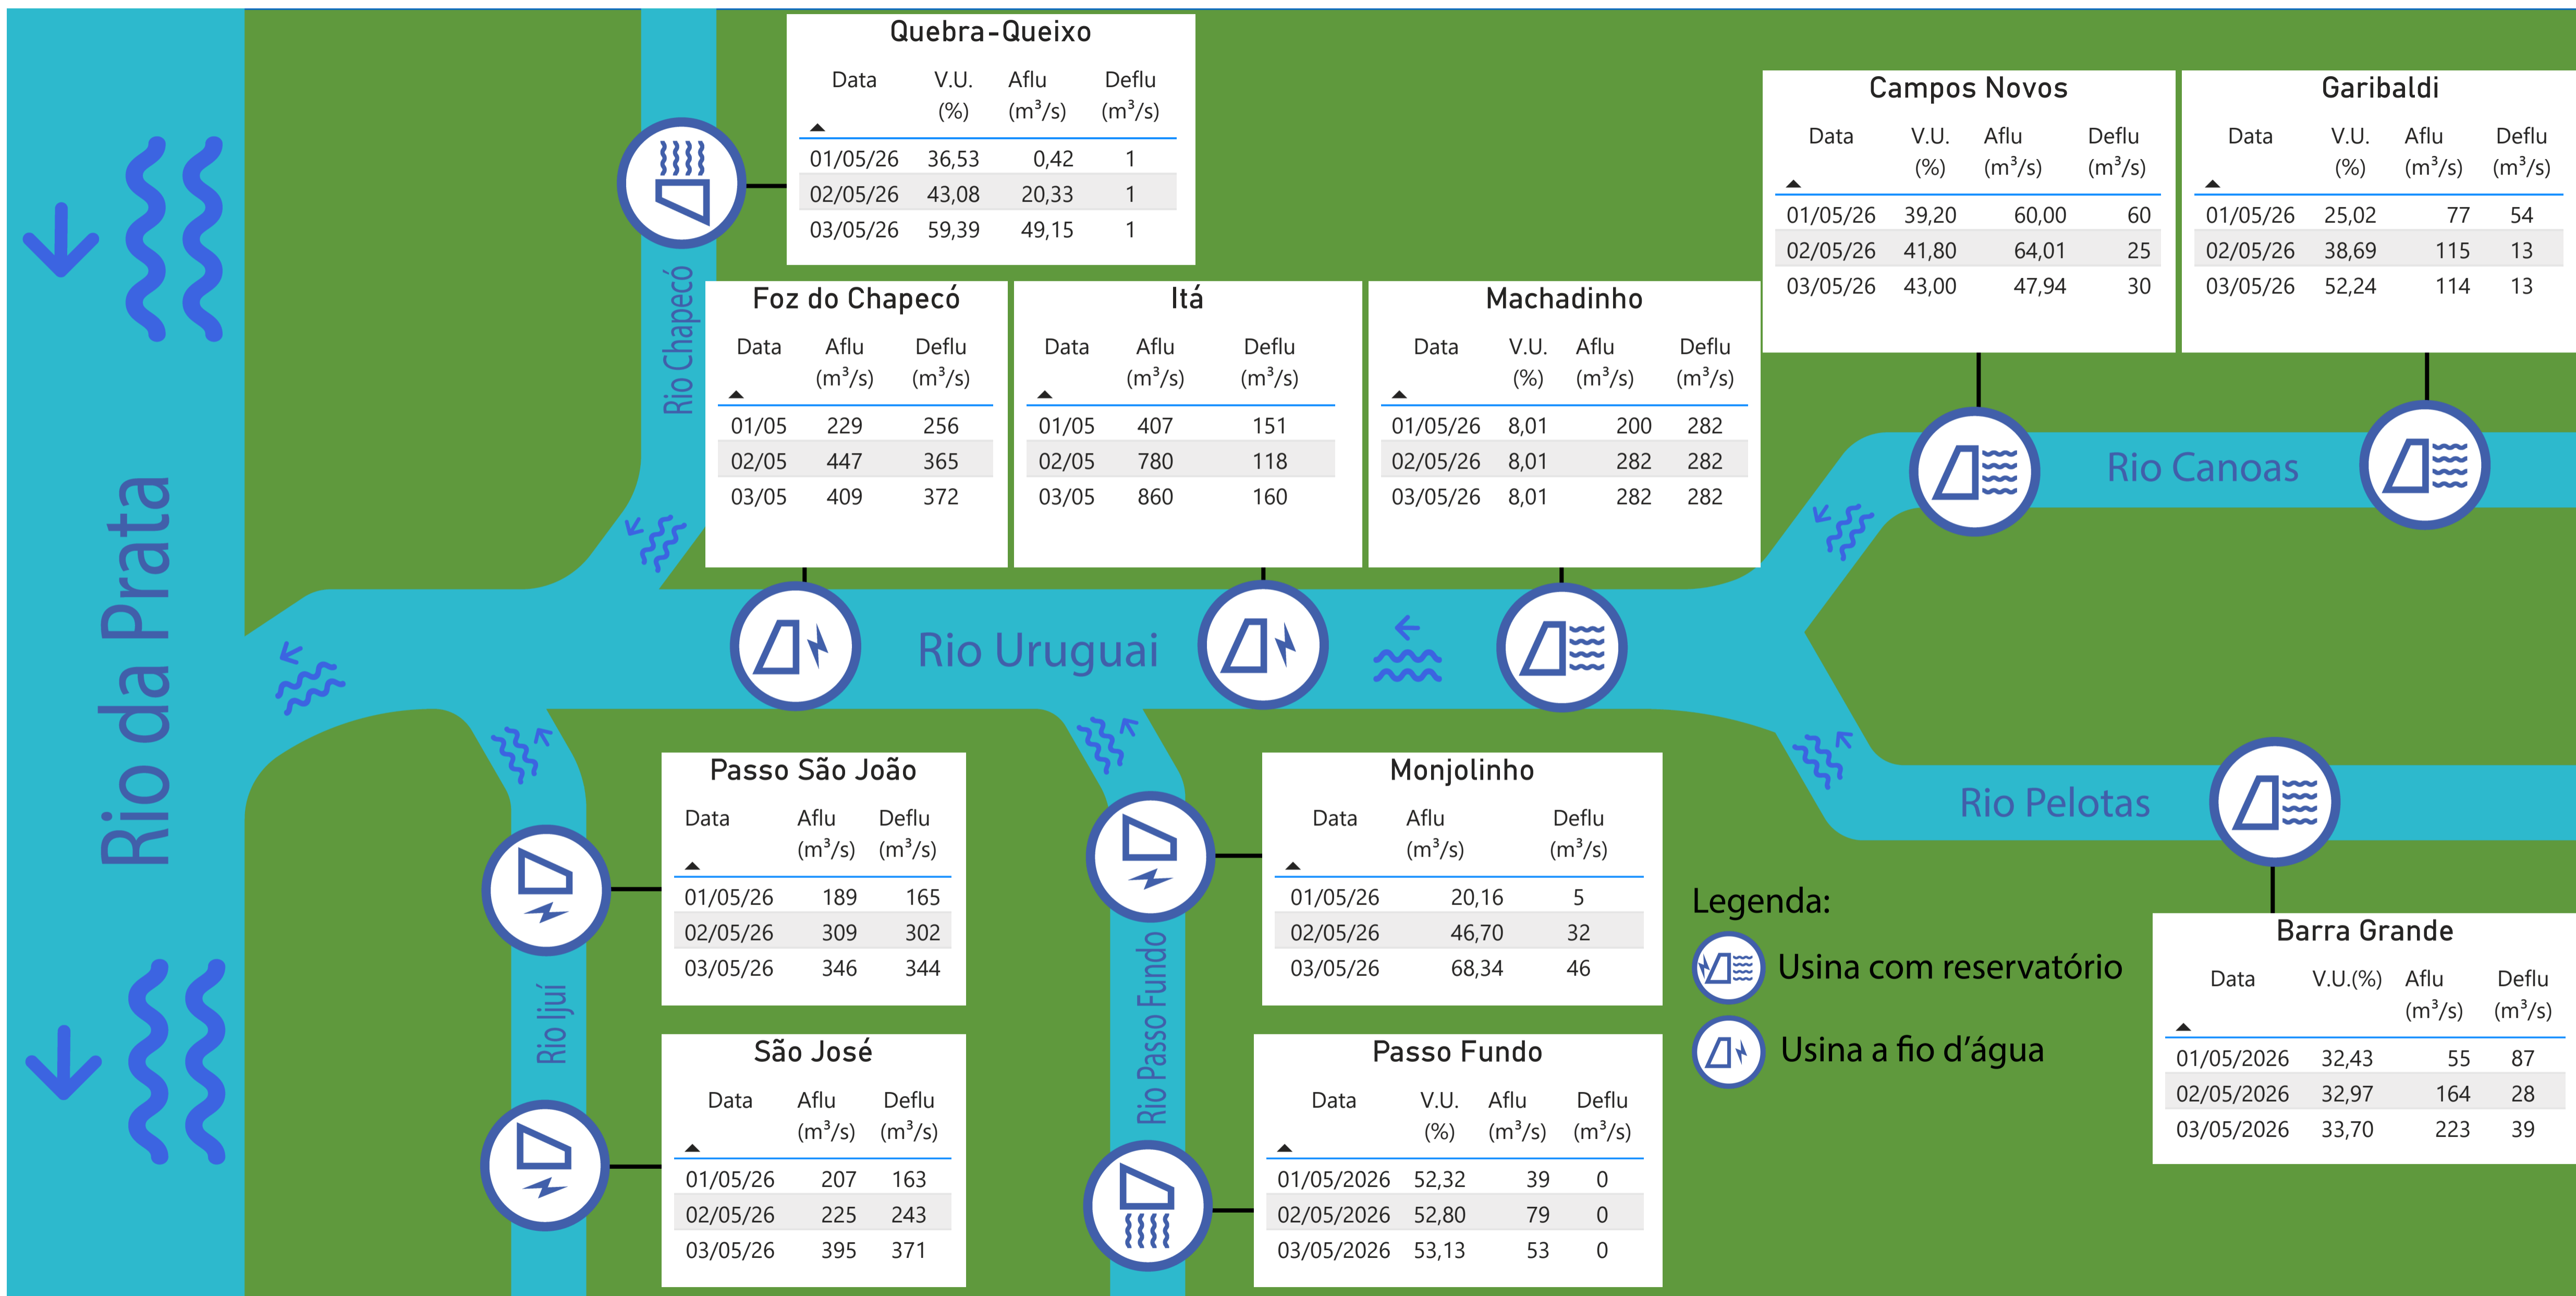 Quebra-Queixo
Data V.U. (%) Aflu (m³/s) Deflu (m³/s)
01/05/26 36,53 0,42 1
02/05/26 43,08 20,33 1
03/05/26 59,39 49,15 1
Campos Novos
Data V.U. (%) Aflu (m³/s) Deflu (m³/s)
01/05/26 39,20 60,00 60
02/05/26 41,80 64,01 25
03/05/26 43,00 47,94 30
Garibaldi
Data V.U. (%) Aflu (m³/s) Deflu (m³/s)
01/05/26 25,02 77 54
02/05/26 38,69 115 13
03/05/26 52,24 114 13
Rio Chapecó
Foz do Chapecó
Data Aflu (m³/s) Deflu (m³/s)
01/05 229 256
02/05 447 365
03/05 409 372
Itá
Data Aflu (m³/s) Deflu (m³/s)
01/05 407 151
02/05 780 118
03/05 860 160
Machadinho
Data V.U. (%) Aflu (m³/s) Deflu (m³/s)
01/05/26 8,01 200 282
02/05/26 8,01 282 282
03/05/26 8,01 282 282
Rio Canoas
Rio da Prata
Rio Uruguai
Rio Pelotas
Passo São João
Data Aflu (m³/s) Deflu (m³/s)
01/05/26 189 165
02/05/26 309 302
03/05/26 346 344
Monjolinho
Data Aflu (m³/s) Deflu (m³/s)
01/05/26 20,16 5
02/05/26 46,70 32
03/05/26 68,34 46
Rio Ijuí
Rio Passo Fundo
Legenda:
Usina com reservatório
Usina a fio d'água
Barra Grande
Data V.U.(%) Aflu (m³/s) Deflu (m³/s)
01/05/2026 32,43 55 87
02/05/2026 32,97 164 28
03/05/2026 33,70 223 39
São José
Data Aflu (m³/s) Deflu (m³/s)
01/05/26 207 163
02/05/26 225 243
03/05/26 395 371
Passo Fundo
Data V.U. (%) Aflu (m³/s) Deflu (m³/s)
01/05/2026 52,32 39 0
02/05/2026 52,80 79 0
03/05/2026 53,13 53 0